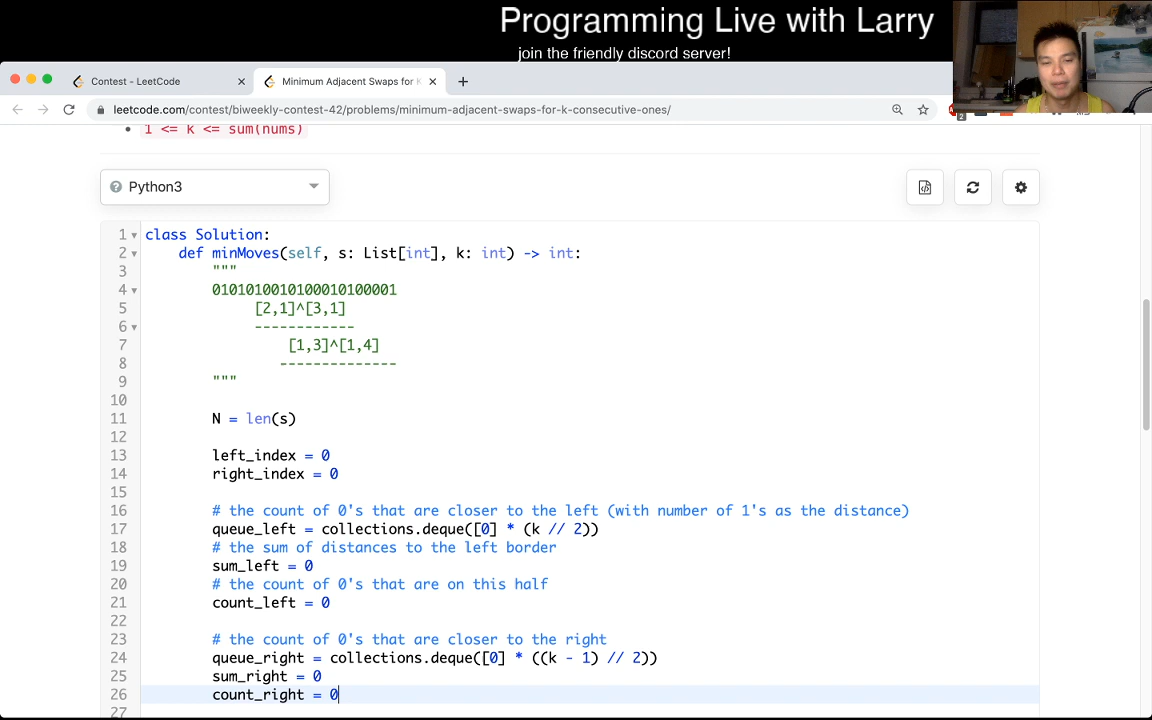 Programming Live with Larry
join the friendly discord server!
Contest - LeetCode
Minimum Adjacent Swaps for K
leetcode.com/contest/biweekly-contest-42/problems/minimum-adjacent-swaps-for-k-consecutive-ones/
2
1 <= k <= sum(nums)
Python3
1 class Solution:
2 def minMoves(self, s: List[int], k: int) -> int:
3 """
4 0101010010100010100001
5 [2,1]^[3,1]
6 ------------
7 [1,3]^[1,4]
8 --------------
9 """
10
11 N = len(s)
12
13 left_index = 0
14 right_index = 0
15
16 # the count of 0's that are closer to the left (with number of 1's as the distance)
17 queue_left = collections.deque([0] * (k // 2))
18 # the sum of distances to the left border
19 sum_left = 0
20 # the count of 0's that are on this half
21 count_left = 0
22
23 # the count of 0's that are closer to the right
24 queue_right = collections.deque([0] * ((k - 1) // 2))
25 sum_right = 0
26 count_right = 0
27